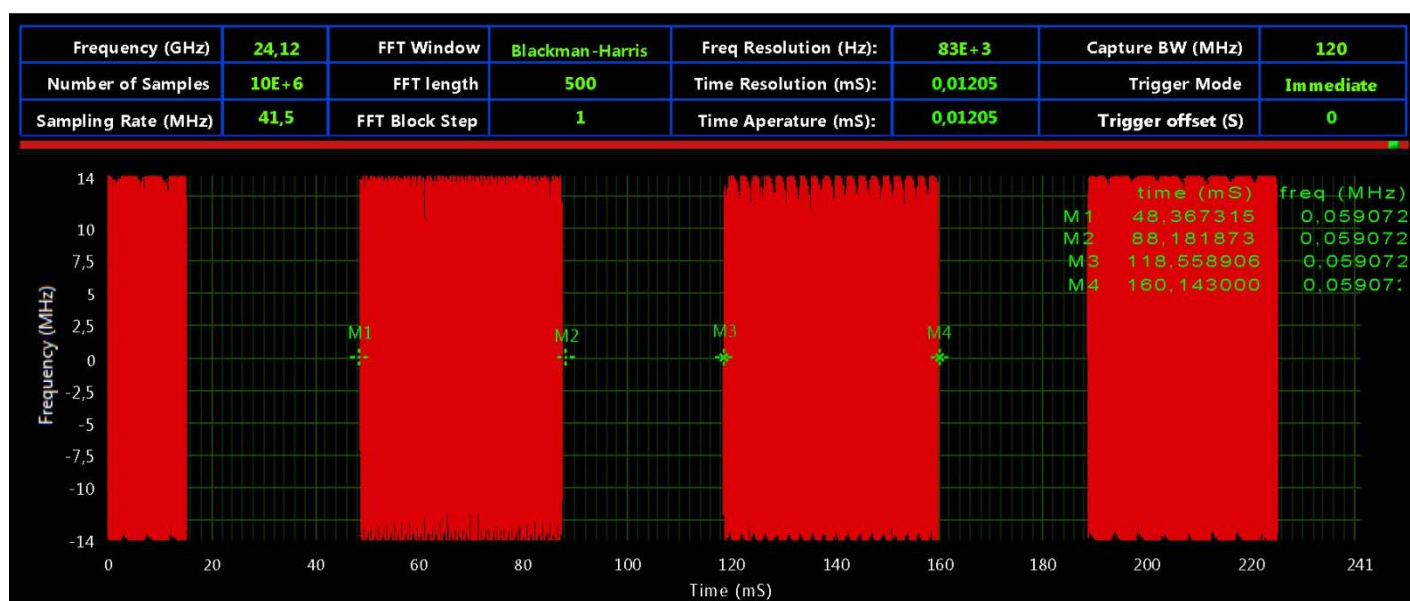 Frequency (GHz) 24,12 FFT Window Blackman-Harris Freq Resolution (Hz): 83E+3 Capture BW (MHz) 120
Number of Samples 10E+6 FFT length 500 Time Resolution (mS): 0,01205 Trigger Mode Immediate
Sampling Rate (MHz) 41,5 FFT Block Step 1 Time Aperature (mS): 0,01205 Trigger offset (S) 0
14
10
7,5
5
2,5
0
-2,5
-5
-7,5
-10
-14
Frequency (MHz)
time (mS) freq (MHz)
M1 48,367315 0,059072
M2 88,181873 0,059072
M3 118,558906 0,059072
M4 160,143000 0,05907
M1 M2 M3 M4
0 20 40 60 80 100 120 140 160 180 200 220 241
Time (mS)